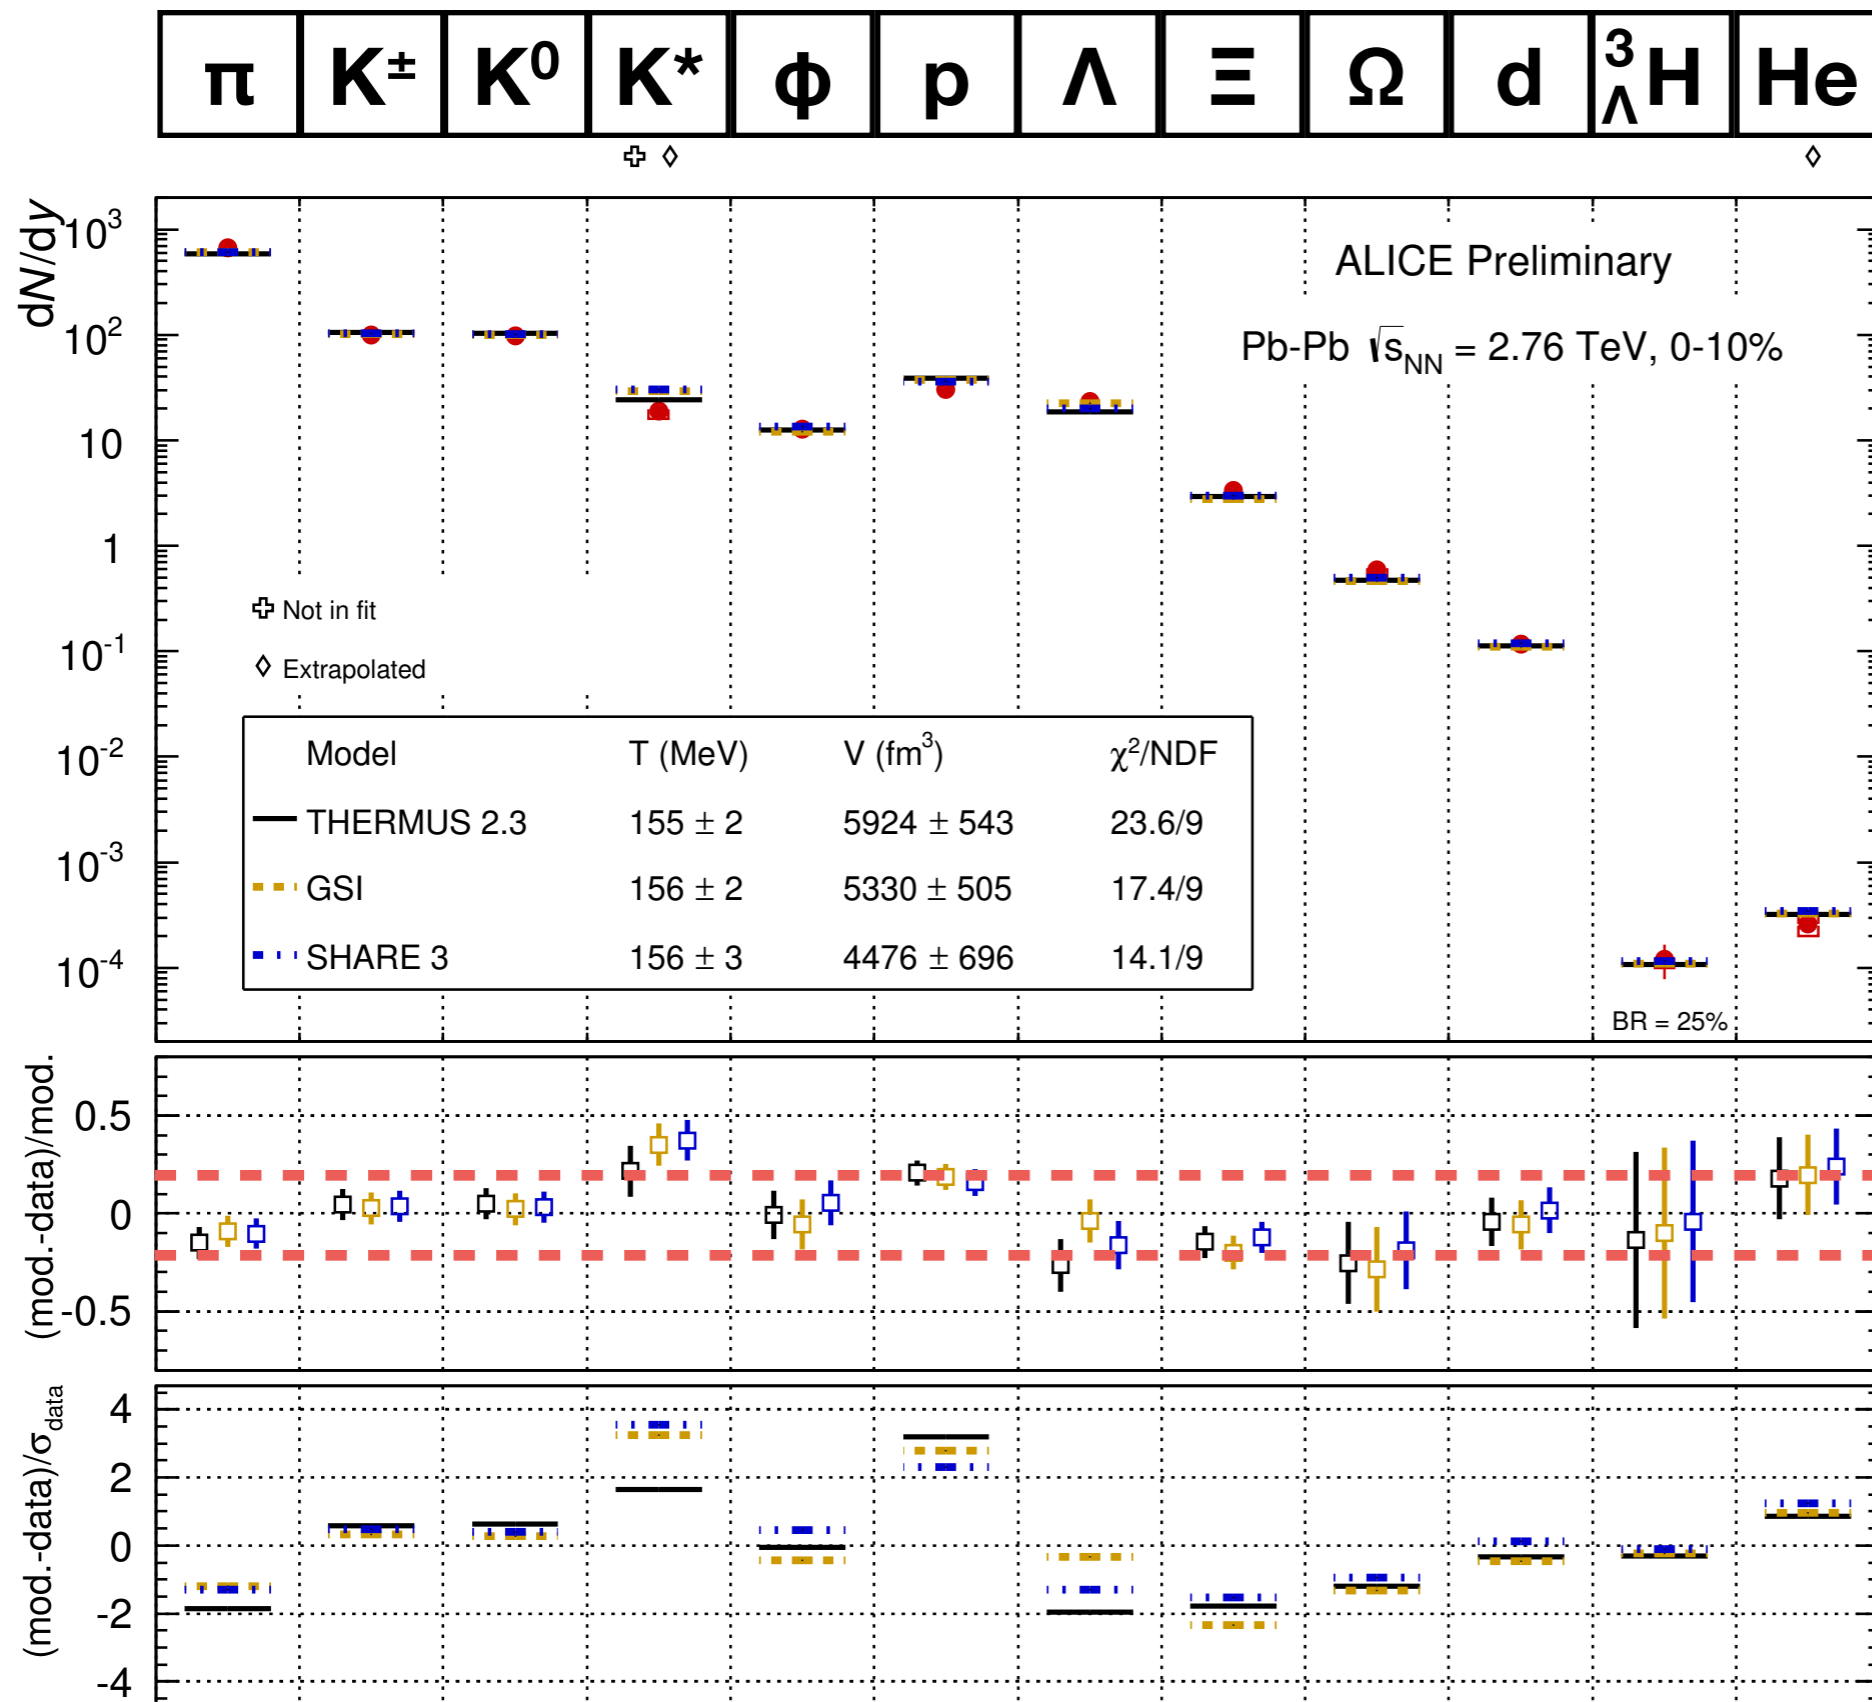 π K± K⁰ K* ϕ p Λ Ξ Ω d ³ΛH He
dN/dy
10³
10²
10
1
10⁻¹
10⁻²
10⁻³
10⁻⁴
ALICE Preliminary
Pb-Pb √sNN = 2.76 TeV, 0-10%
Not in fit
Extrapolated
Model T (MeV) V (fm³) χ²/NDF
THERMUS 2.3 155 ± 2 5924 ± 543 23.6/9
GSI 156 ± 2 5330 ± 505 17.4/9
SHARE 3 156 ± 3 4476 ± 696 14.1/9
BR = 25%
(mod.-data)/mod.
0.5
0
-0.5
(mod.-data)/σdata
4
2
0
-2
-4